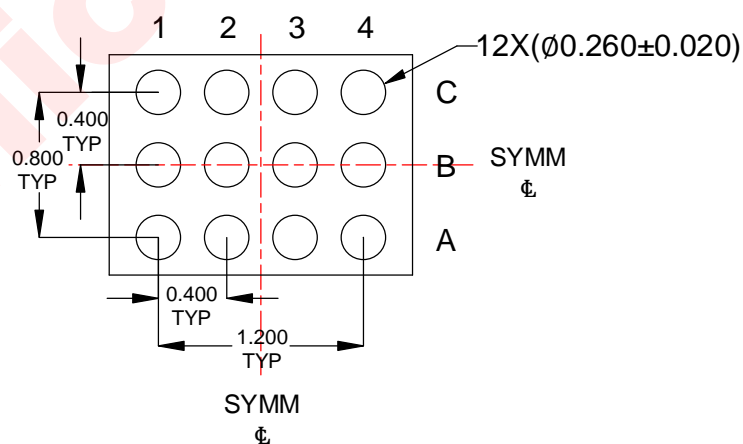 1 2 3 4
12X(Ø0.260±0.020)
C
0.400
TYP
0.800
TYP
B
SYMM
℄
A
0.400
TYP
1.200
TYP
SYMM
℄